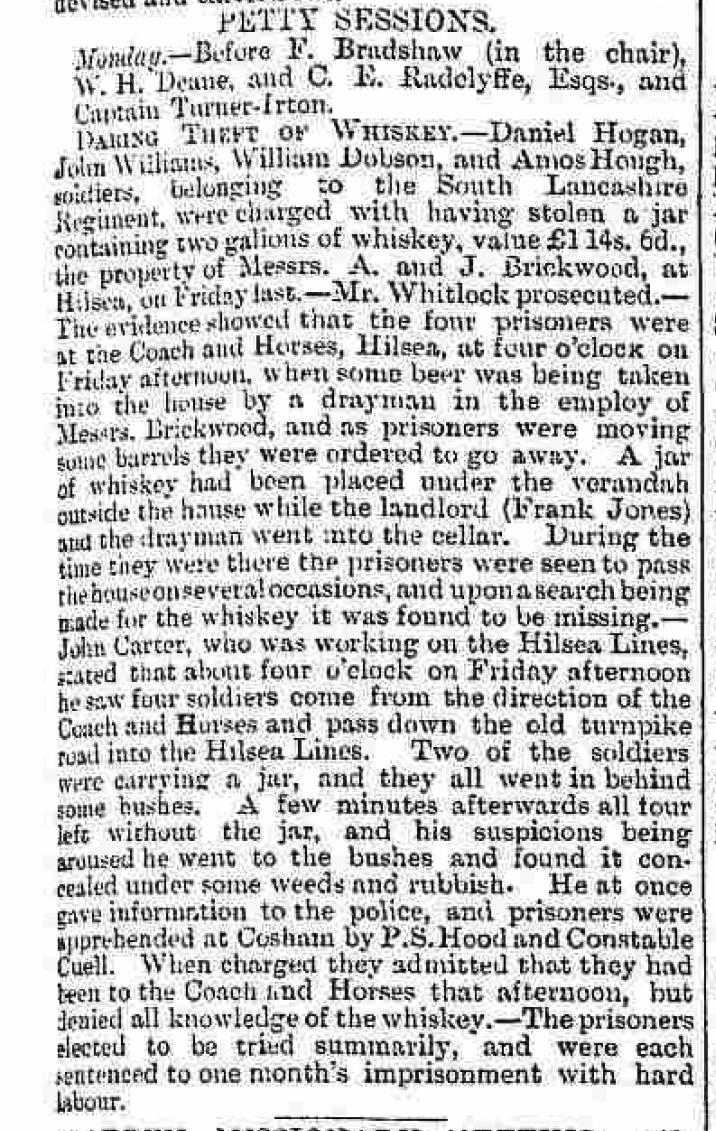 PETTY SESSIONS.
Monday.—Before F. Bradshaw (in the chair),
W. H. Deane, and C. E. Radclyffe, Esqs., and
Captain Turner-Irton.
DARING THEFT OF WHISKEY.—Daniel Hogan,
John Williams, William Dobson, and Amos Hough,
soldiers, belonging to the South Lancashire
Regiment, were charged with having stolen a jar
containing two gallons of whiskey, value £1 14s. 6d.,
the property of Messrs. A. and J. Brickwood, at
Hilsea, on Friday last.—Mr. Whitlock prosecuted.—
The evidence showed that the four prisoners were
at the Coach and Horses, Hilsea, at four o'clock on
Friday afternoon, when some beer was being taken
into the house by a drayman in the employ of
Messrs. Brickwood, and as prisoners were moving
some barrels they were ordered to go away. A jar
of whiskey had been placed under the verandah
outside the house while the landlord (Frank Jones)
and the drayman went into the cellar. During the
time they were there the prisoners were seen to pass
the house on several occasions, and upon a search being
made for the whiskey it was found to be missing.—
John Carter, who was working on the Hilsea Lines,
stated that about four o'clock on Friday afternoon
he saw four soldiers come from the direction of the
Coach and Horses and pass down the old turnpike
road into the Hilsea Lines. Two of the soldiers
were carrying a jar, and they all went in behind
some bushes. A few minutes afterwards all four
left without the jar, and his suspicions being
aroused he went to the bushes and found it con-
cealed under some weeds and rubbish. He at once
gave information to the police, and prisoners were
apprehended at Cosham by P.S. Hood and Constable
Cuell. When charged they admitted that they had
been to the Coach and Horses that afternoon, but
denied all knowledge of the whiskey.—The prisoners
elected to be tried summarily, and were each
sentenced to one month's imprisonment with hard
labour.